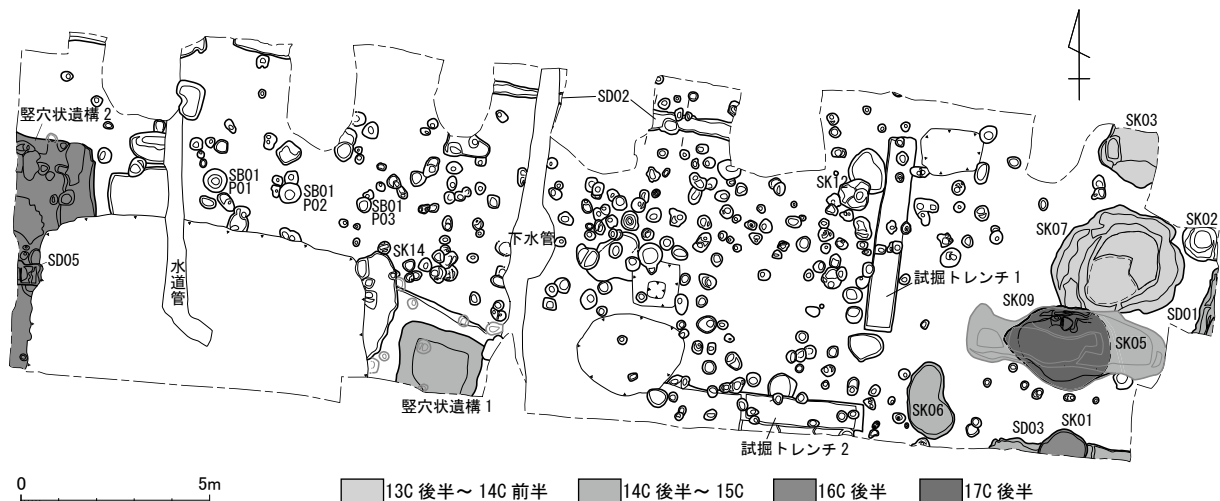 竪穴状遺構 2
SD02
SK03
SB01
P01
SB01
P02
SB01
P03
SK12
SK07
SK02
SD05
水道管
SK14
下水管
試掘トレンチ 1
SK09
SD01
SK05
竪穴状遺構 1
SK06
試掘トレンチ 2
SD03
SK01
0 5m
13C 後半～ 14C 前半
14C 後半～ 15C
16C 後半
17C 後半